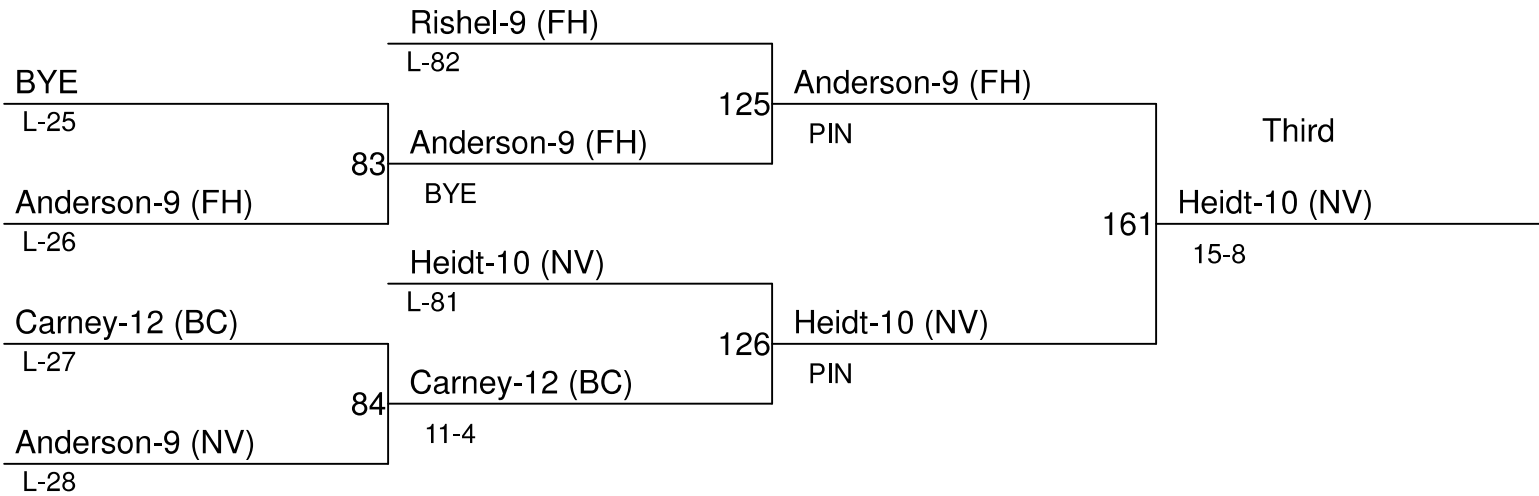 Rishel-9 (FH)
L-82
BYE
L-25
125
Anderson-9 (FH)
PIN
Third
83
Anderson-9 (FH)
BYE
Anderson-9 (FH)
L-26
161
Heidt-10 (NV)
15-8
Heidt-10 (NV)
L-81
Carney-12 (BC)
L-27
126
Heidt-10 (NV)
PIN
84
Carney-12 (BC)
11-4
Anderson-9 (NV)
L-28